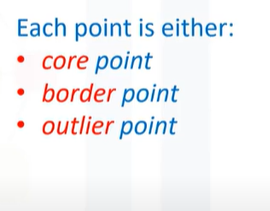 Each point is either:
• core point
• border point
• outlier point